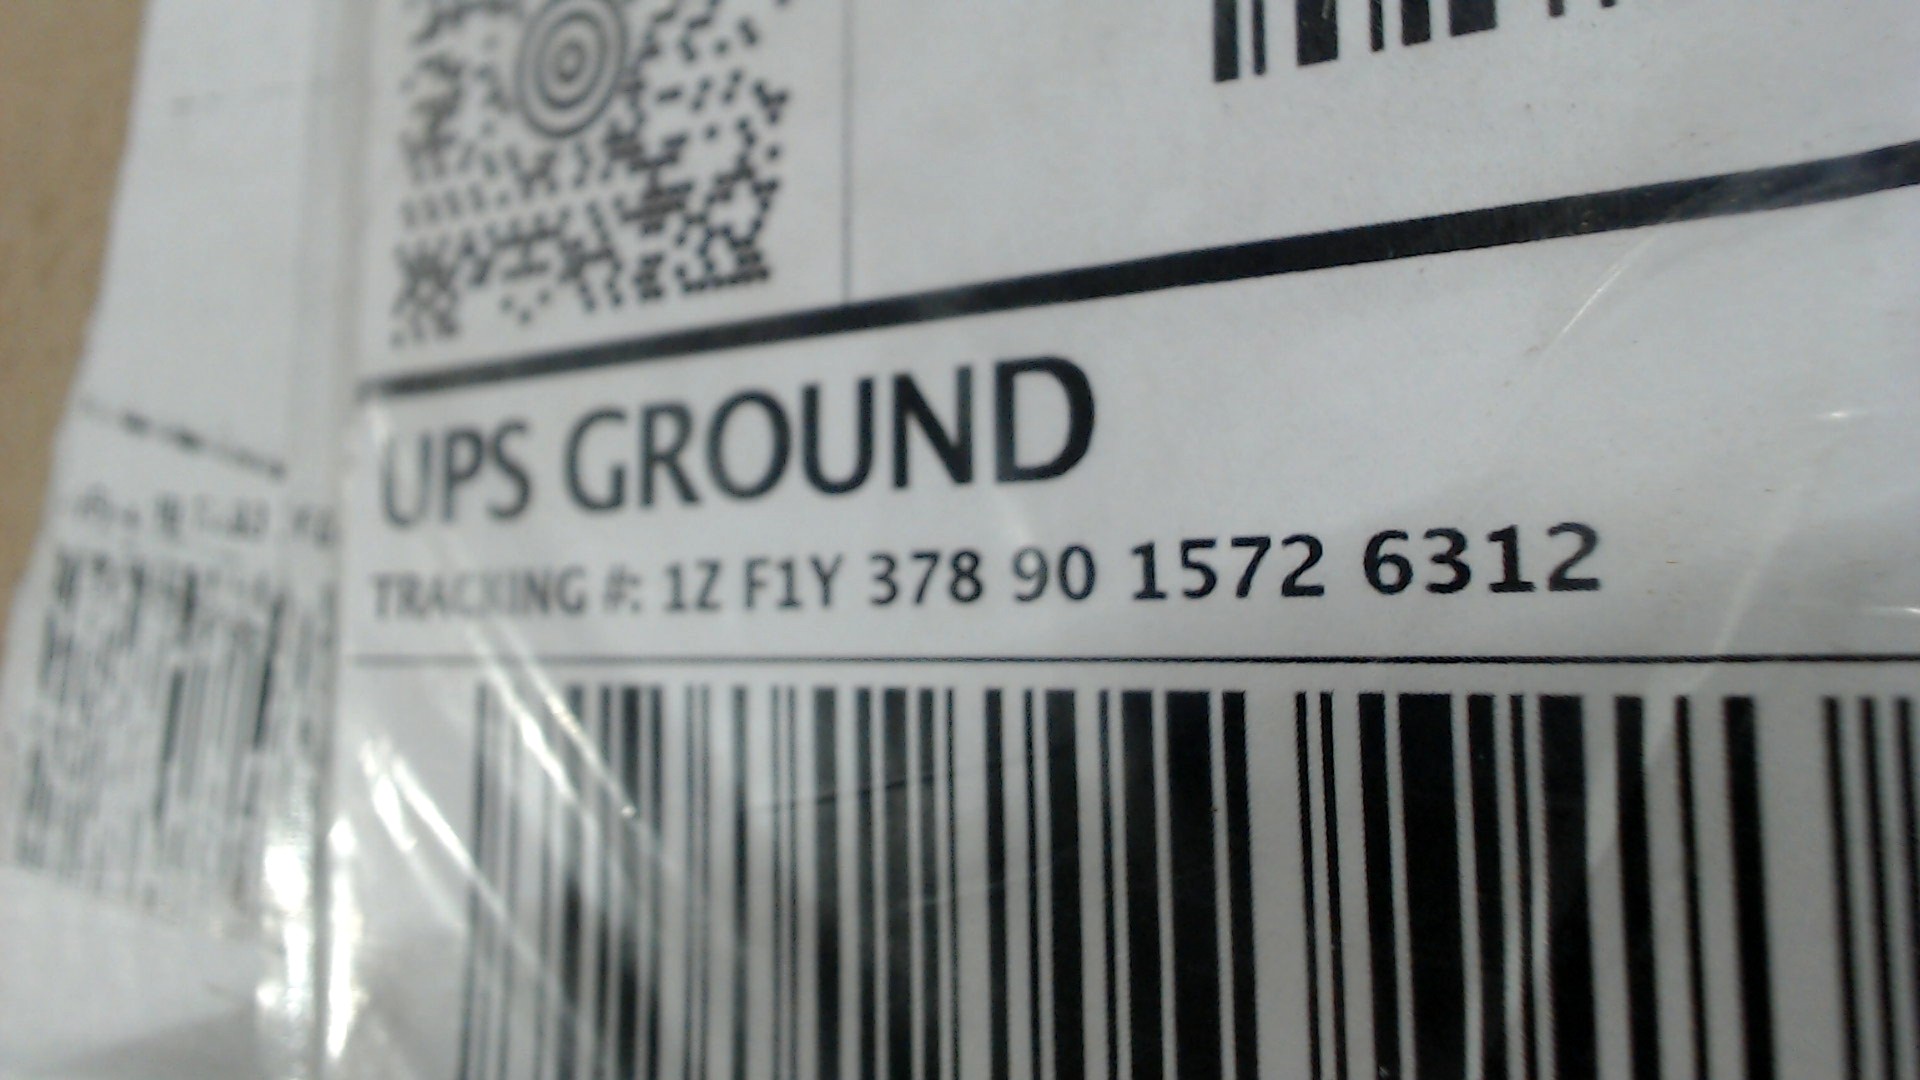 UPS GROUND
TRACKING #: 1Z F1Y 378 90 1572 6312